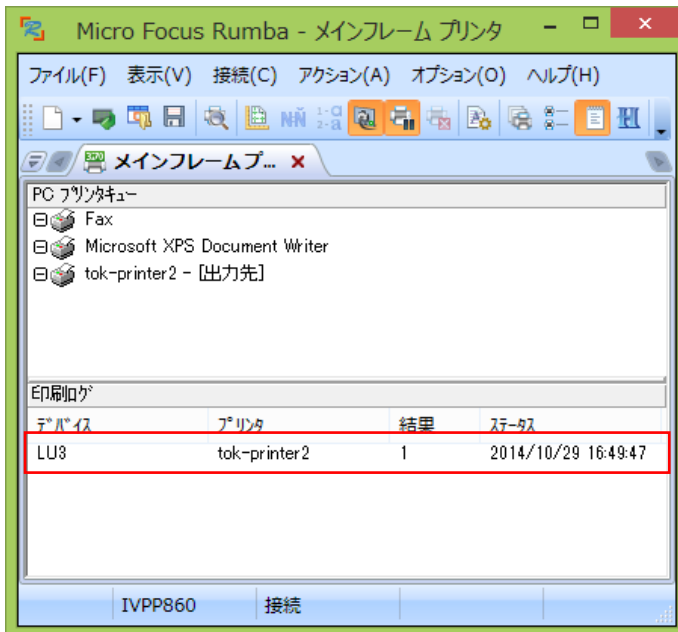 Micro Focus Rumba - メインフレーム プリンタ
ファイル(F) 表示(V) 接続(C) アクション(A) オプション(O) ヘルプ(H)
メインフレームプ...
PC プリンタキュー
Fax
Microsoft XPS Document Writer
tok-printer2 - [出力先]
印刷ログ
デバイス プリンタ 結果 ステータス
LU3 tok-printer2 1 2014/10/29 16:49:47
IVPP860 接続